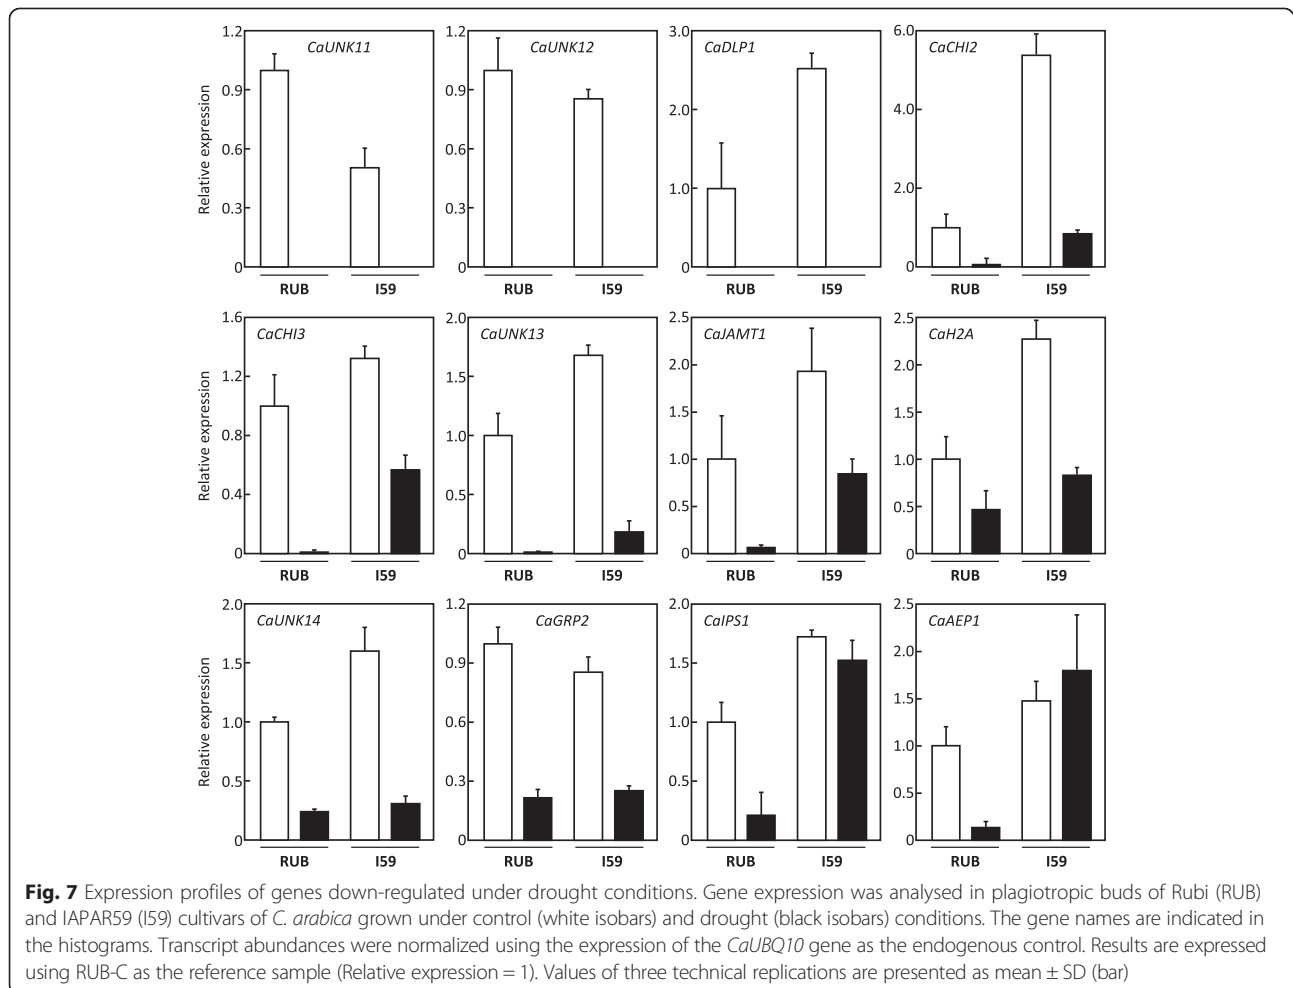 CaUNK11
1.2
0.9
0.6
0.3
0
Relative expression
RUB I59
CaUNK12
1.2
0.9
0.6
0.3
0
RUB I59
CaDLP1
3.0
2.0
1.0
0
RUB I59
CaCHI2
6.0
4.0
2.0
0
RUB I59
CaCHI3
1.6
1.2
0.8
0.4
0
Relative expression
RUB I59
CaUNK13
2.0
1.5
1.0
0.5
0
RUB I59
CaJAMT1
2.5
2.0
1.5
1.0
0.5
0
RUB I59
CaH2A
2.5
2.0
1.5
1.0
0.5
0
RUB I59
CaUNK14
2.0
1.5
1.0
0.5
0
Relative expression
RUB I59
CaGRP2
1.2
0.9
0.6
0.3
0
RUB I59
CaIPS1
2.0
1.5
1.0
0.5
0
RUB I59
CaAEP1
2.5
2.0
1.5
1.0
0.5
0
RUB I59
Fig. 7 Expression profiles of genes down-regulated under drought conditions. Gene expression was analysed in plagiotropic buds of Rubi (RUB)
and IAPAR59 (I59) cultivars of C. arabica grown under control (white isobars) and drought (black isobars) conditions. The gene names are indicated in
the histograms. Transcript abundances were normalized using the expression of the CaUBQ10 gene as the endogenous control. Results are expressed
using RUB-C as the reference sample (Relative expression = 1). Values of three technical replications are presented as mean ± SD (bar)